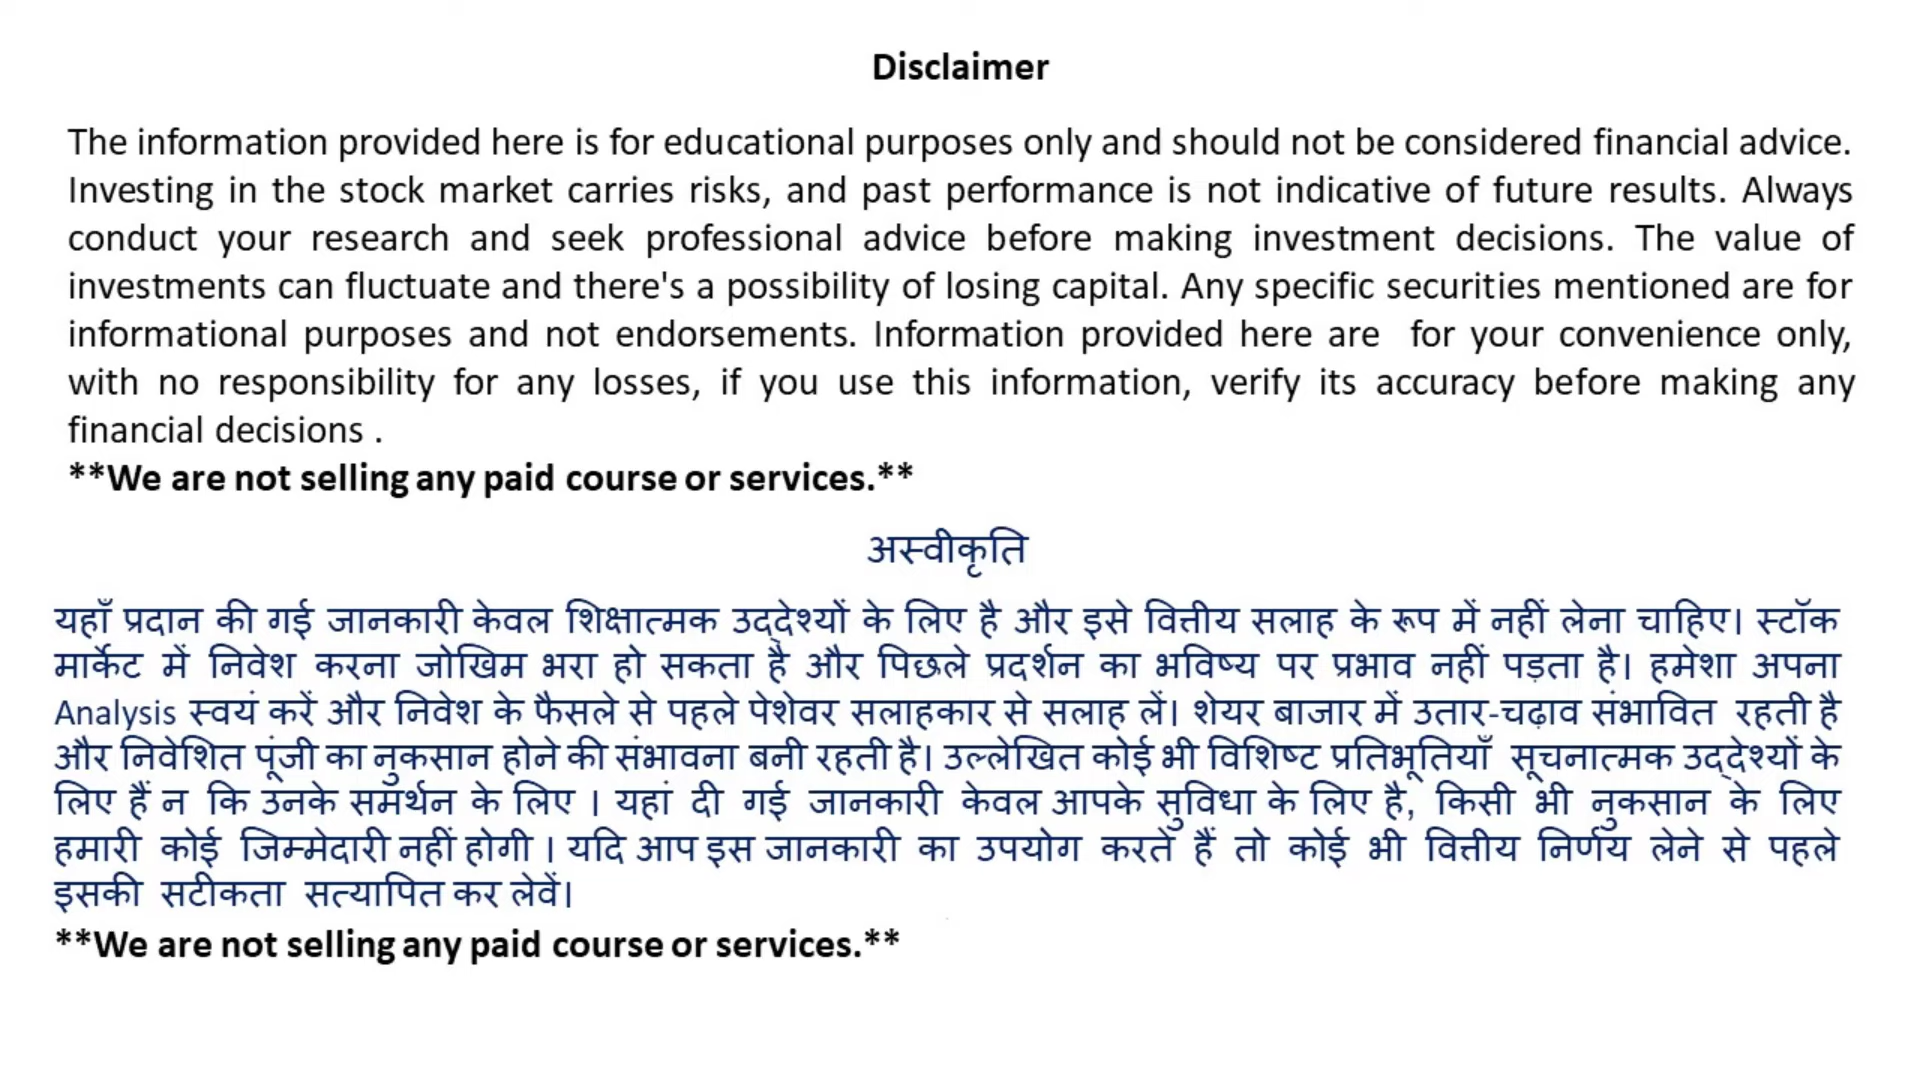 Disclaimer
The information provided here is for educational purposes only and should not be considered financial advice.
Investing in the stock market carries risks, and past performance is not indicative of future results. Always
conduct your research and seek professional advice before making investment decisions. The value of
investments can fluctuate and there's a possibility of losing capital. Any specific securities mentioned are for
informational purposes and not endorsements. Information provided here are for your convenience only,
with no responsibility for any losses, if you use this information, verify its accuracy before making any
financial decisions .
**We are not selling any paid course or services.**
अस्वीकृति
यहाँ प्रदान की गई जानकारी केवल शिक्षात्मक उद्देश्यों के लिए है और इसे वित्तीय सलाह के रूप में नहीं लेना चाहिए। स्टॉक
मार्केट में निवेश करना जोखिम भरा हो सकता है और पिछले प्रदर्शन का भविष्य पर प्रभाव नहीं पड़ता है। हमेशा अपना
Analysis स्वयं करें और निवेश के फैसले से पहले पेशेवर सलाहकार से सलाह लें। शेयर बाजार में उतार-चढ़ाव संभावित रहती है
और निवेशित पूंजी का नुकसान होने की संभावना बनी रहती है। उल्लेखित कोई भी विशिष्ट प्रतिभूतियाँ सूचनात्मक उद्देश्यों के
लिए हैं न कि उनके समर्थन के लिए । यहां दी गई जानकारी केवल आपके सुविधा के लिए है, किसी भी नुकसान के लिए
हमारी कोई जिम्मेदारी नहीं होगी । यदि आप इस जानकारी का उपयोग करते हैं तो कोई भी वित्तीय निर्णय लेने से पहले
इसकी सटीकता सत्यापित कर लेवें।
**We are not selling any paid course or services.**